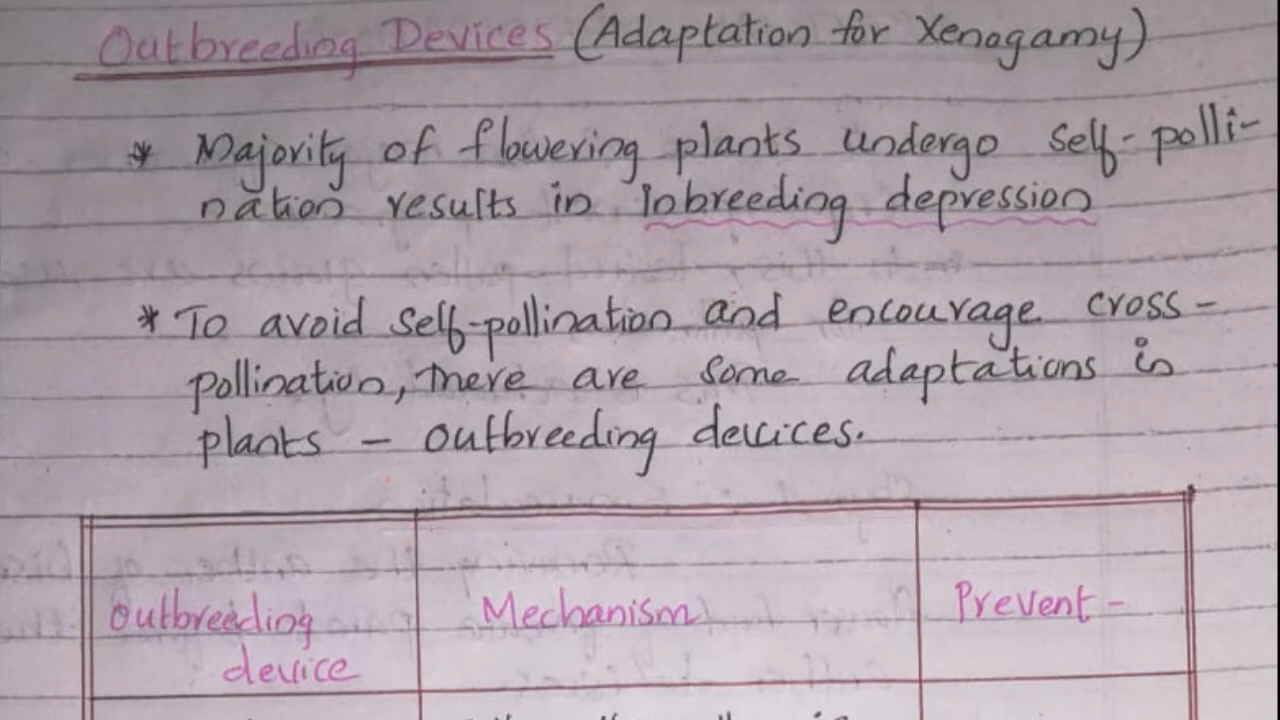 Outbreeding Devices (Adaptation for Xenogamy)
* Majority of flowering plants undergo self-polli-
nation results in Inbreeding depression
* To avoid self-pollination and encourage cross-
pollination, there are some adaptations in
plants - outbreeding devices.
Outbreeding device
Mechanism
Prevent -